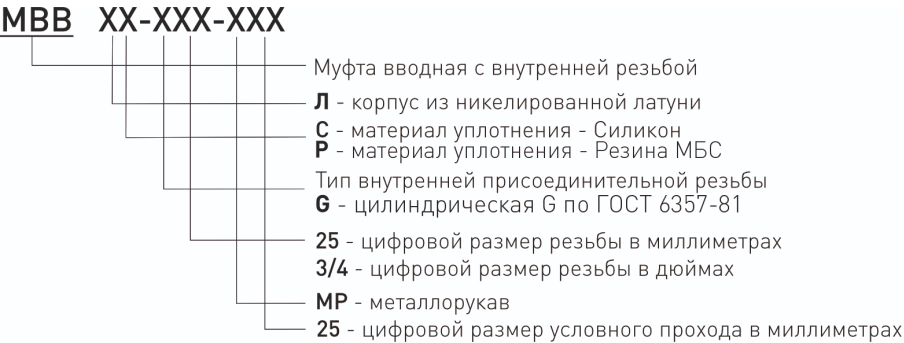 МВВ XX-XXX-XXX
Муфта вводная с внутренней резьбой
Л - корпус из никелированной латуни
С - материал уплотнения - Силикон
Р - материал уплотнения - Резина МБС
Тип внутренней присоединительной резьбы
G - цилиндрическая G по ГОСТ 6357-81
25 - цифровой размер резьбы в миллиметрах
3/4 - цифровой размер резьбы в дюймах
МР - металлорукав
25 - цифровой размер условного прохода в миллиметрах